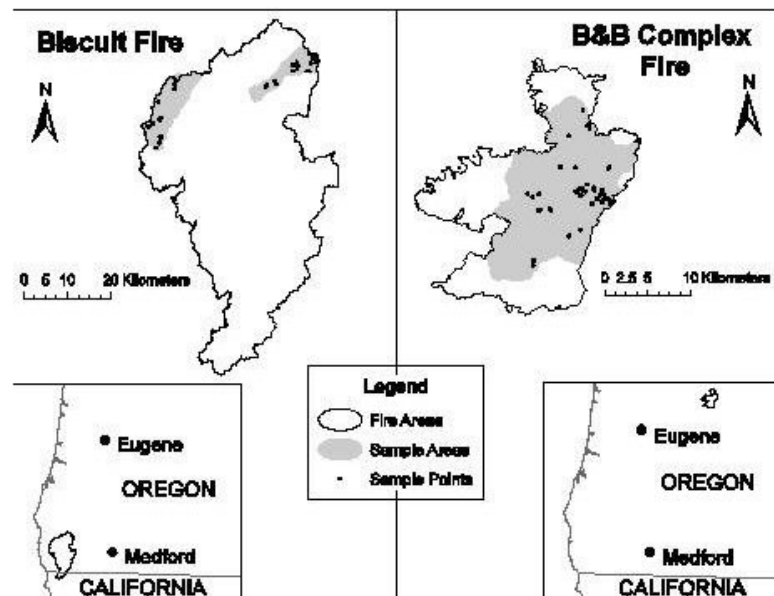 Biscuit Fire
N
0 5 10 20 Kilometers
B&B Complex
Fire
N
0 2.5 5 10 Kilometers
Legend
Fire Areas
Sample Areas
Sample Points
Eugene
OREGON
Medford
CALIFORNIA
Eugene
OREGON
Medford
CALIFORNIA